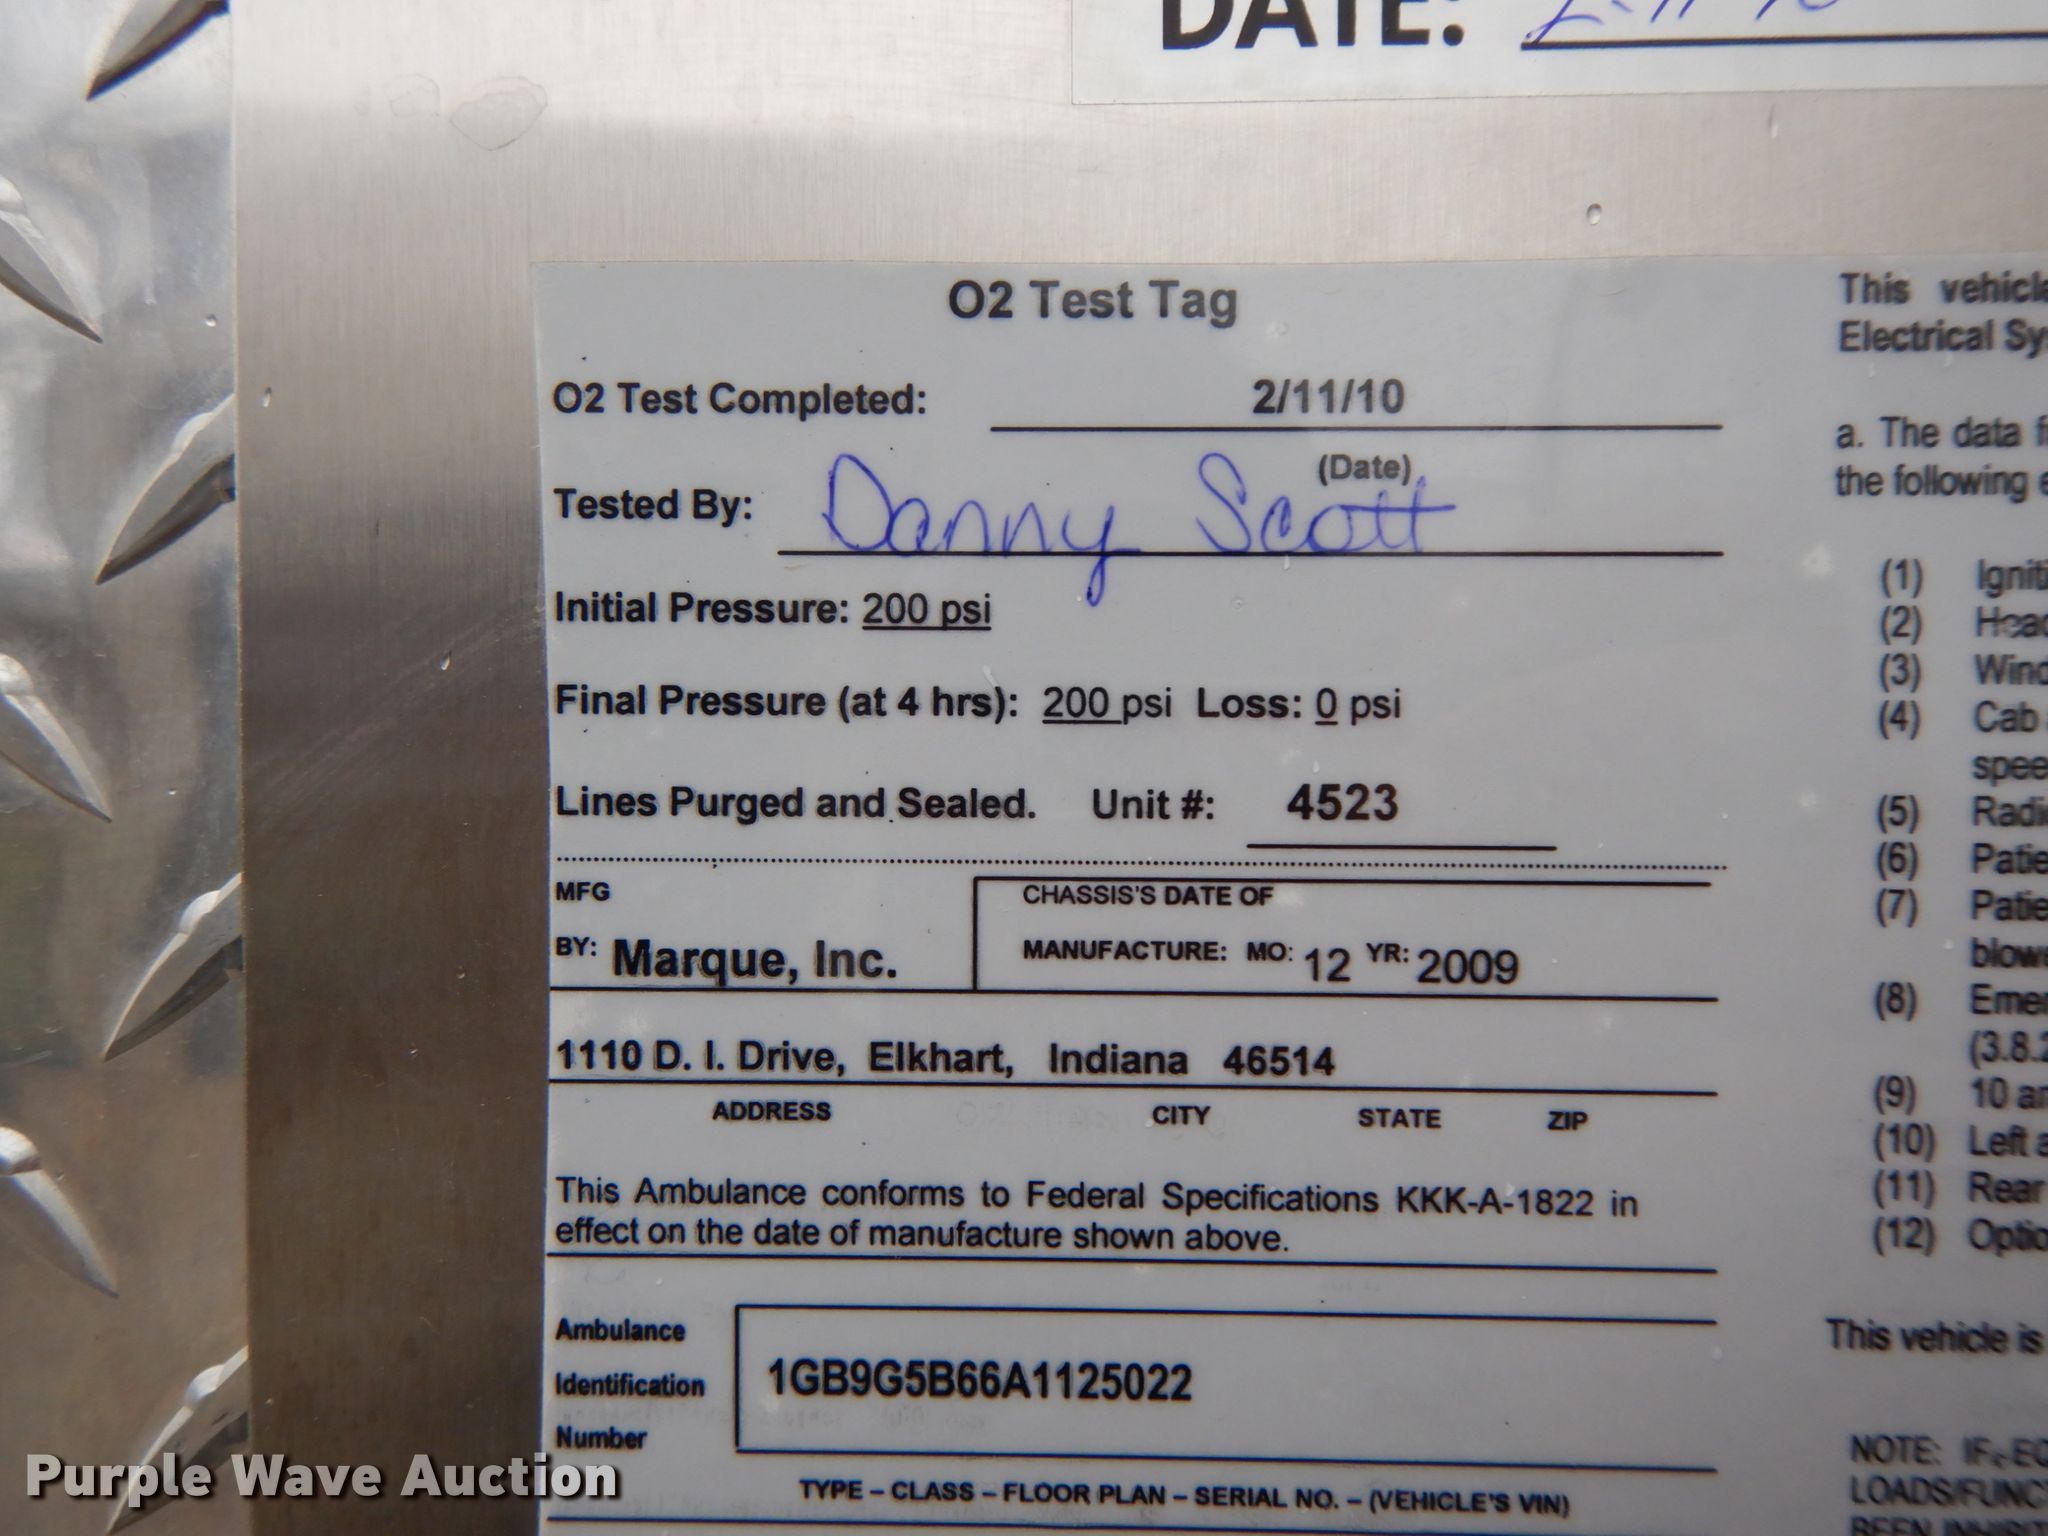 DATE:
O2 Test Tag
O2 Test Completed: 2/11/10
(Date)
Tested By: Danny Scott
Initial Pressure: 200 psi
Final Pressure (at 4 hrs): 200 psi Loss: 0 psi
Lines Purged and Sealed. Unit #: 4523
MFG
BY: Marque, Inc.
CHASSIS'S DATE OF
MANUFACTURE: MO: 12 YR: 2009
1110 D. I. Drive, Elkhart, Indiana 46514
ADDRESS CITY STATE ZIP
This Ambulance conforms to Federal Specifications KKK-A-1822 in
effect on the date of manufacture shown above.
Ambulance
Identification
Number
1GB9G5B66A1125022
TYPE – CLASS – FLOOR PLAN – SERIAL NO. – (VEHICLE'S VIN)
This
Electrical
a. The data
the following
(1)
(2)
(3)
(4) Cab
(5)
(6)
(7)
(8)
(9) 10
(10) Left
(11) Rear
(12)
This vehicle is
NOTE:
Purple Wave Auction